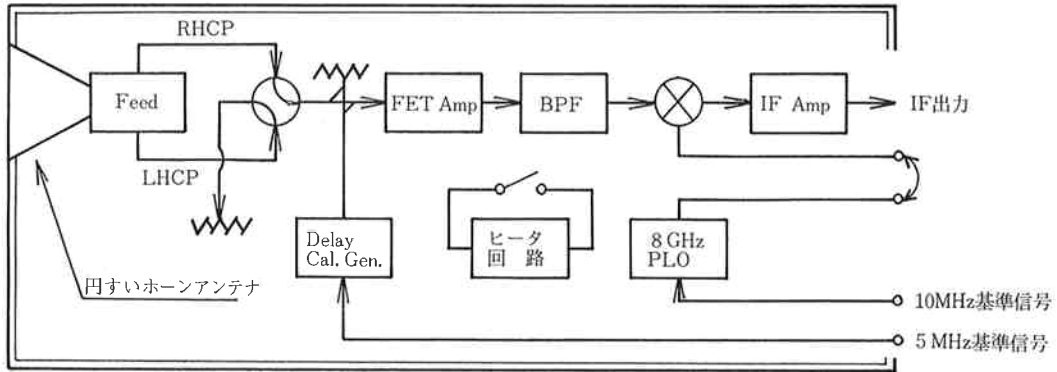 RHCP
Feed
LHCP
FET Amp
BPF
IF Amp
IF出力
Delay
Cal. Gen.
ヒータ
回路
8 GHz
PLO
円すいホーンアンテナ
10MHz基準信号
5 MHz基準信号